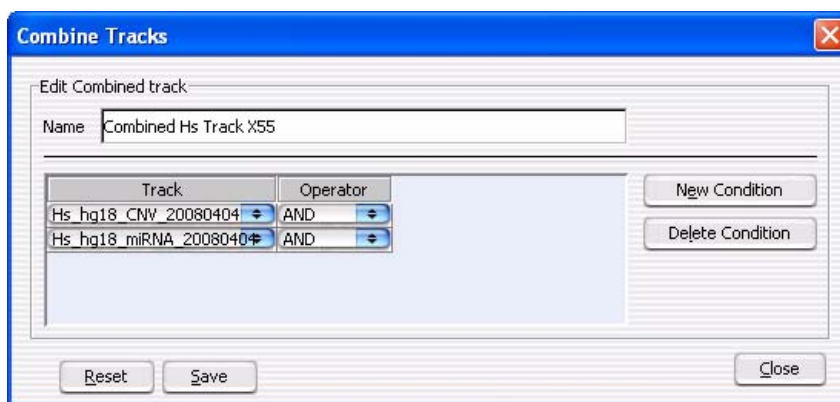 Combine Tracks
Edit Combined track
Name Combined Hs Track X55
Track Operator
Hs_hg18_CNV_20080404 AND
Hs_hg18_miRNA_20080404 AND
New Condition
Delete Condition
Reset Save
Close